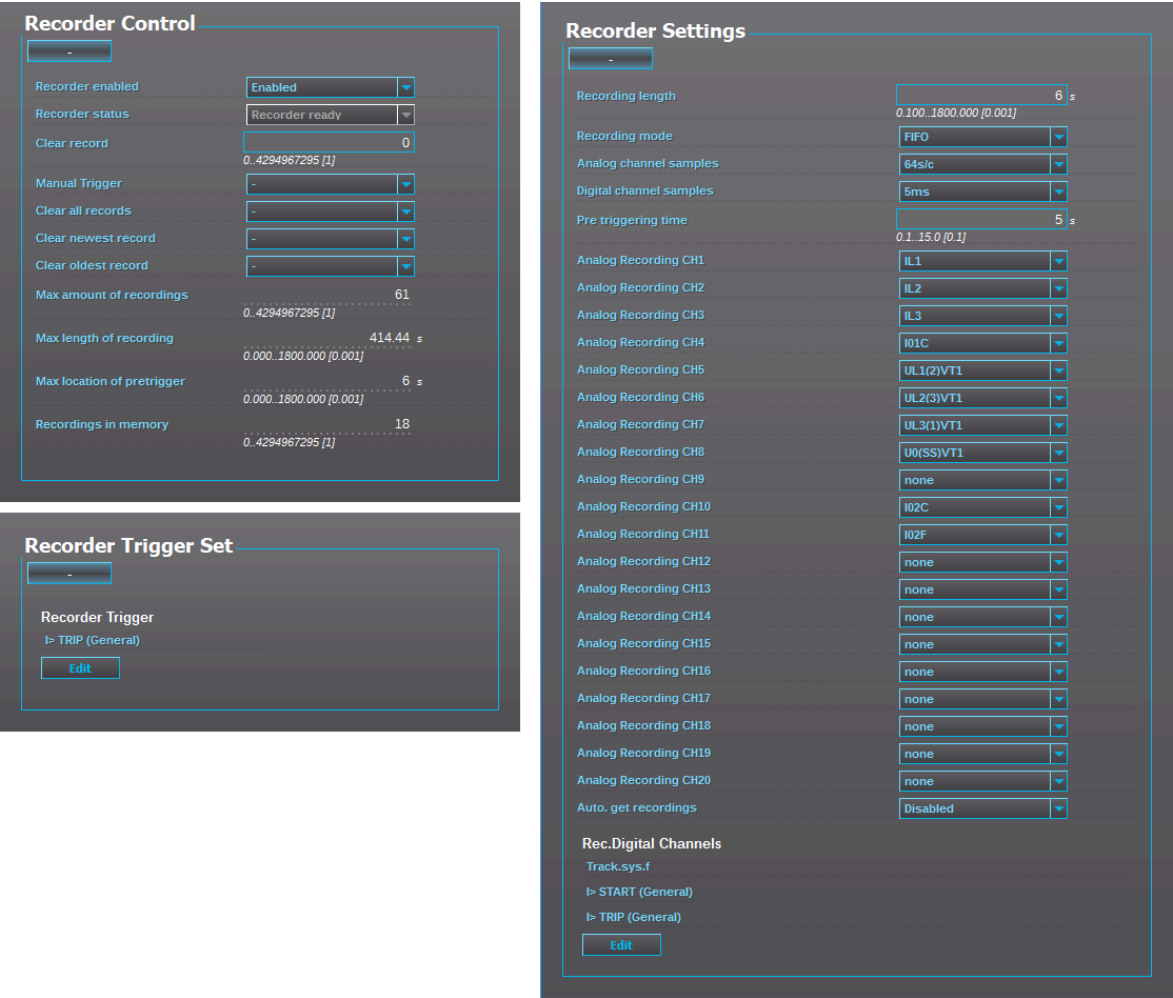 Recorder Control
-
Recorder enabled Enabled
Recorder status Recorder ready
Clear record 0
0..4294967295 [1]
Manual Trigger -
Clear all records -
Clear newest record -
Clear oldest record -
Max amount of recordings 61
0..4294967295 [1]
Max length of recording 414.44 s
0.000..1800.000 [0.001]
Max location of pretrigger 6 s
0.000..1800.000 [0.001]
Recordings in memory 18
0..4294967295 [1]
Recorder Trigger Set
-
Recorder Trigger
I> TRIP (General)
Edit
Recorder Settings
-
Recording length 6 s
0.100..1800.000 [0.001]
Recording mode FIFO
Analog channel samples 64s/c
Digital channel samples 5ms
Pre triggering time 5 s
0.1..15.0 [0.1]
Analog Recording CH1 IL1
Analog Recording CH2 IL2
Analog Recording CH3 IL3
Analog Recording CH4 I01C
Analog Recording CH5 UL1(2)VT1
Analog Recording CH6 UL2(3)VT1
Analog Recording CH7 UL3(1)VT1
Analog Recording CH8 U0(SS)VT1
Analog Recording CH9 none
Analog Recording CH10 I02C
Analog Recording CH11 I02F
Analog Recording CH12 none
Analog Recording CH13 none
Analog Recording CH14 none
Analog Recording CH15 none
Analog Recording CH16 none
Analog Recording CH17 none
Analog Recording CH18 none
Analog Recording CH19 none
Analog Recording CH20 none
Auto. get recordings Disabled
Rec.Digital Channels
Track.sys.f
I> START (General)
I> TRIP (General)
Edit